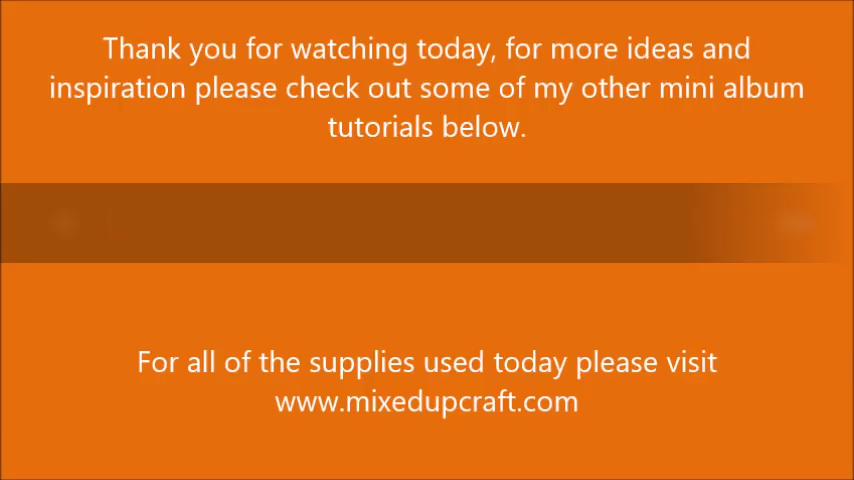 Thank you for watching today, for more ideas and
inspiration please check out some of my other mini album
tutorials below.
For all of the supplies used today please visit
www.mixedupcraft.com